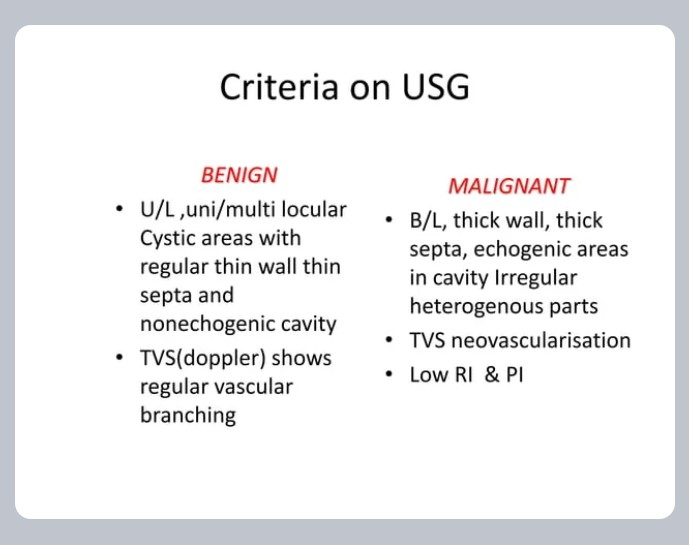 Criteria on USG
BENIGN
• U/L ,uni/multi locular
Cystic areas with
regular thin wall thin
septa and
nonechogenic cavity
• TVS(doppler) shows
regular vascular
branching
MALIGNANT
• B/L, thick wall, thick
septa, echogenic areas
in cavity Irregular
heterogenous parts
• TVS neovascularisation
• Low RI & PI